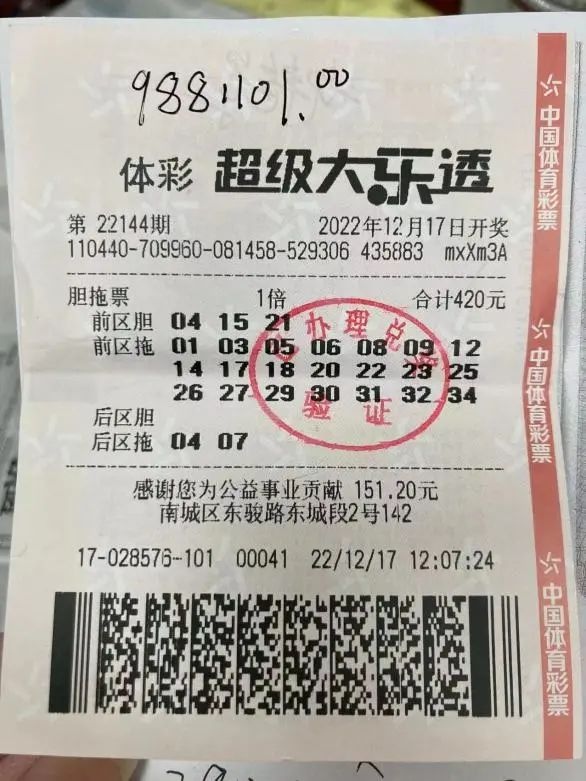 9881101.00
体彩 超级大乐透
第 22144期 2022年12月17日开奖
110440-709960-081458-529306 435883 mxXm3A
胆拖票 1倍 合计420元
前区胆 04 15 21
前区拖 01 03 05 06 08 09 12
14 17 18 20 22 23 25
26 27 29 30 31 32 34
后区胆
后区拖 04 07
已办理兑奖
验讫
感谢您为公益事业贡献 151.20元
南城区东骏路东城段2号142
17-028576-101 00041 22/12/17 12:07:24
中国体育彩票
中国体育彩票
中国体育彩票